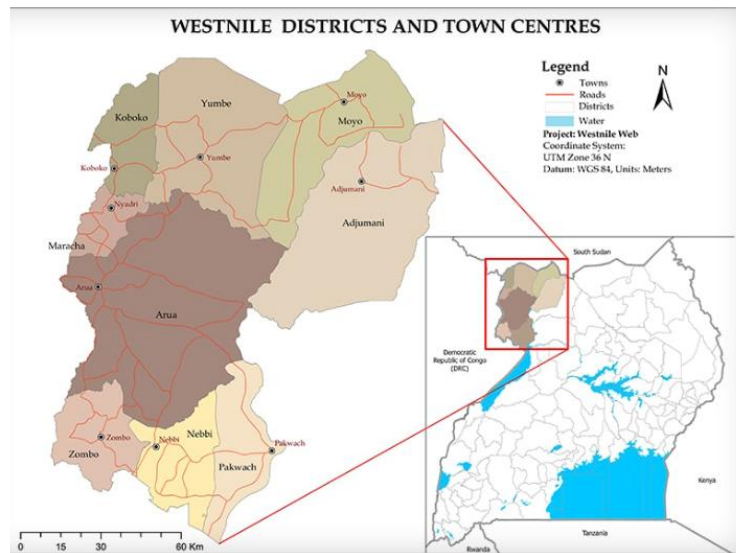 WESTNILE DISTRICTS AND TOWN CENTRES
Legend
Towns
Roads
Districts
Water
Project: Westnile Web
Coordinate System:
UTM Zone 36 N
Datum: WGS 84, Units: Meters
N
Koboko
Yumbe
Moyo
Moyo
Koboko
Yumbe
Adjumani
Nyadri
Adjumani
Maracha
Arua
Arua
Zombo
Nebbi
Nebbi
Pakwach
Zombo
Pakwach
0 15 30 60 Km
South Sudan
Democratic
Republic of Congo
(DRC)
Kenya
Tanzania
Rwanda